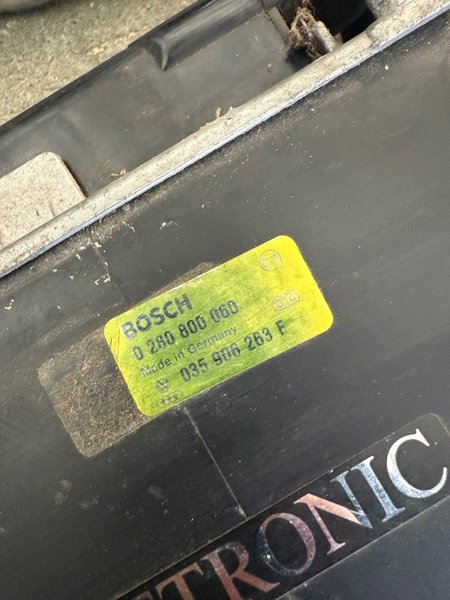 BOSCH
0 280 800 060
Made in Germany
035 906 263 F
TRONIC